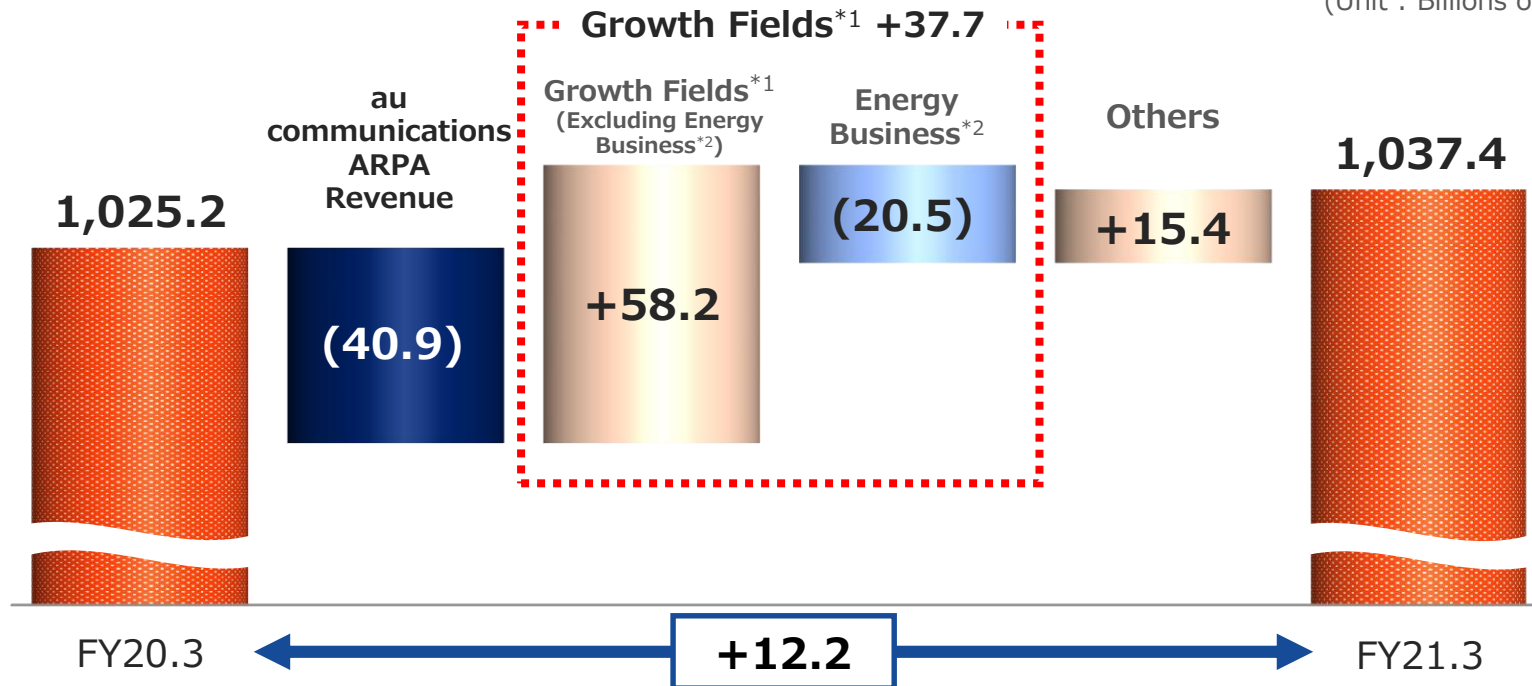 (Unit : Billions o
Growth Fields*1 +37.7
au
communications
ARPA
Revenue
Growth Fields*1
(Excluding Energy
Business*2)
Energy
Business*2
Others
1,025.2
(40.9)
+58.2
(20.5)
+15.4
1,037.4
FY20.3
+12.2
FY21.3